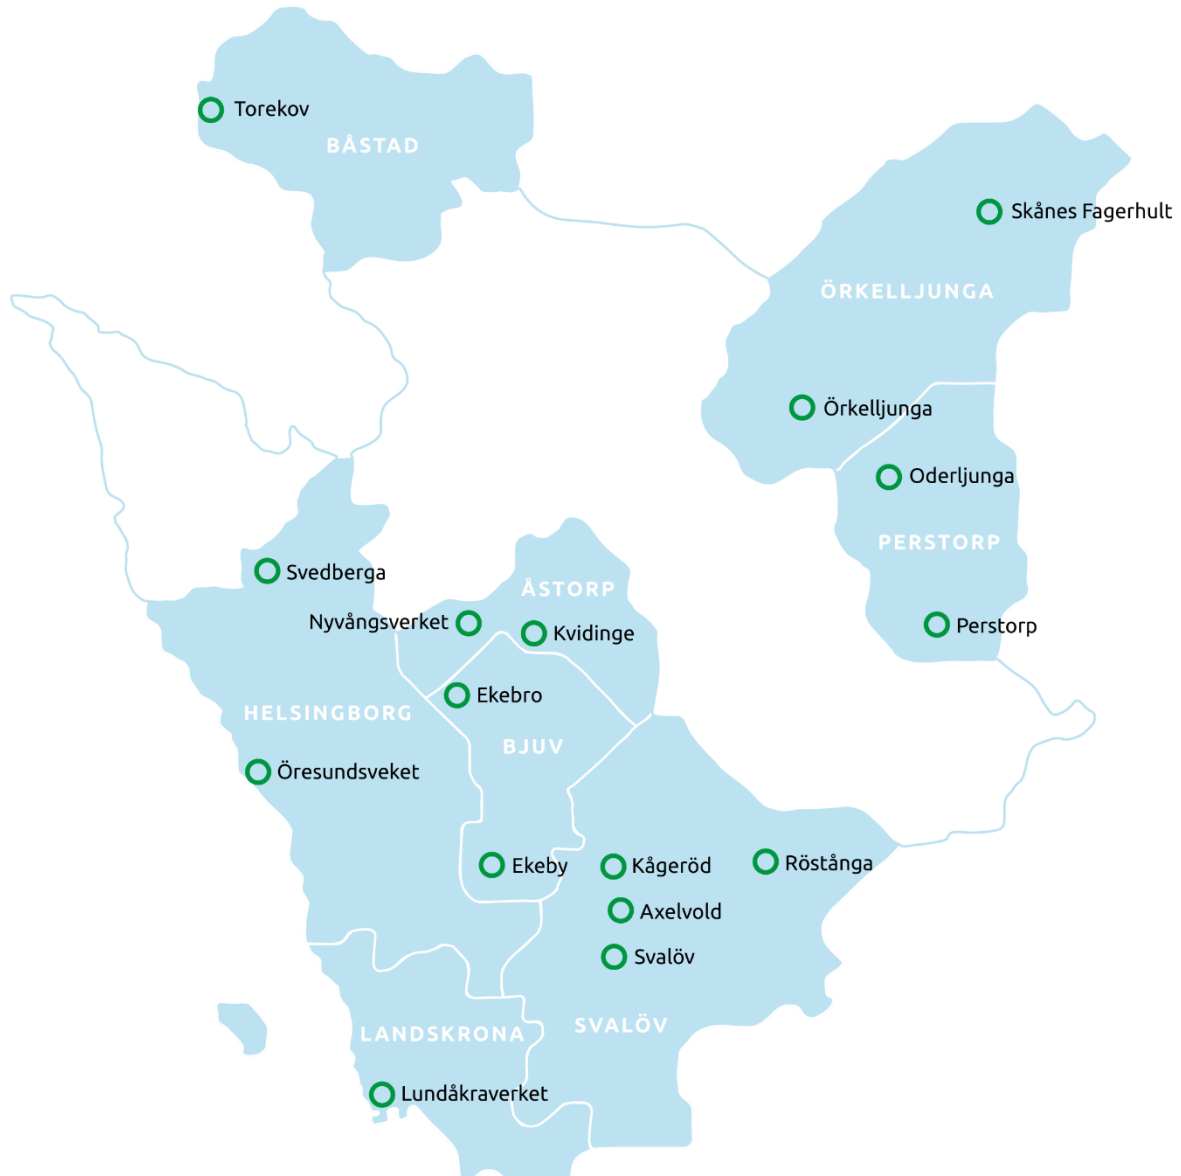 Torekov
BÅSTAD
Skånes Fagerhult
ÖRKELLJUNGA
Örkelljunga
Oderljunga
PERSTORP
Svedberga
ÅSTORP
Nyvångsverket
Kvidinge
Perstorp
Ekebro
HELSINGBORG
BJUV
Öresundsveket
Ekeby
Kågeröd
Röstånga
Axelvold
Svalöv
LANDSKRONA
SVALÖV
Lundåkraverket